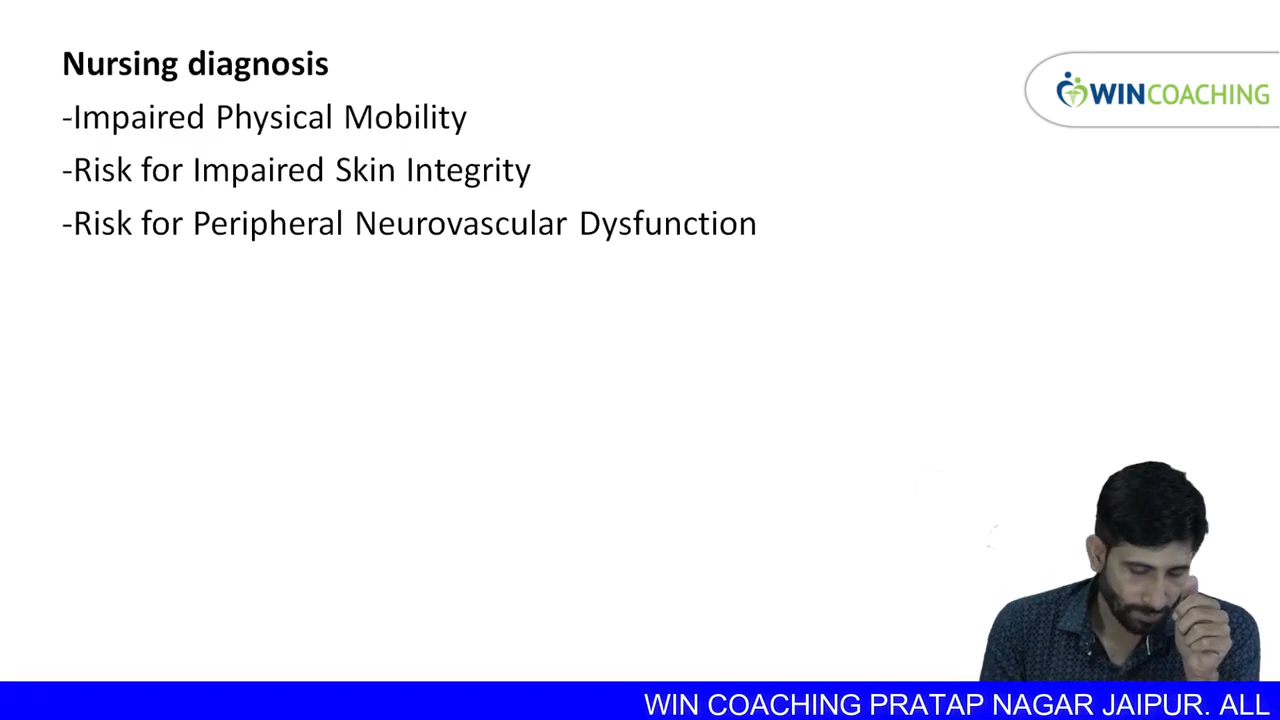 Nursing diagnosis
-Impaired Physical Mobility
-Risk for Impaired Skin Integrity
-Risk for Peripheral Neurovascular Dysfunction
WINCOACHING
WIN COACHING PRATAP NAGAR JAIPUR. ALL